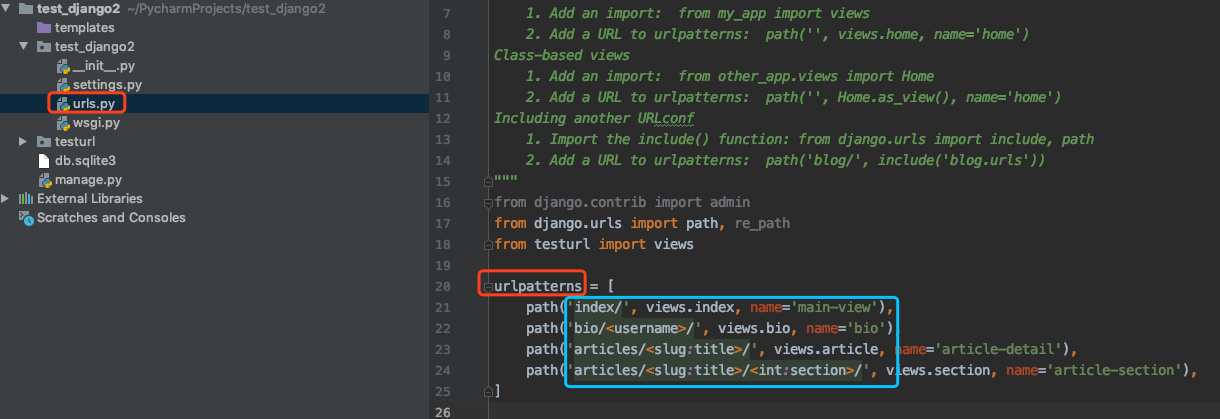 test_django2 ~/PycharmProjects/test_django2
templates
test_django2
__init__.py
settings.py
urls.py
wsgi.py
testurl
db.sqlite3
manage.py
External Libraries
Scratches and Consoles
7 1. Add an import:  from my_app import views
8 2. Add a URL to urlpatterns:  path('', views.home, name='home')
9 Class-based views
10 1. Add an import:  from other_app.views import Home
11 2. Add a URL to urlpatterns:  path('', Home.as_view(), name='home')
12 Including another URLconf
13 1. Import the include() function: from django.urls import include, path
14 2. Add a URL to urlpatterns:  path('blog/', include('blog.urls'))
15 """
16 from django.contrib import admin
17 from django.urls import path, re_path
18 from testurl import views
19
20 urlpatterns = [
21 path('index/', views.index, name='main-view'),
22 path('bio/<username>/', views.bio, name='bio'),
23 path('articles/<slug:title>/', views.article, name='article-detail'),
24 path('articles/<slug:title>/<int:section>/', views.section, name='article-section'),
25 ]
26